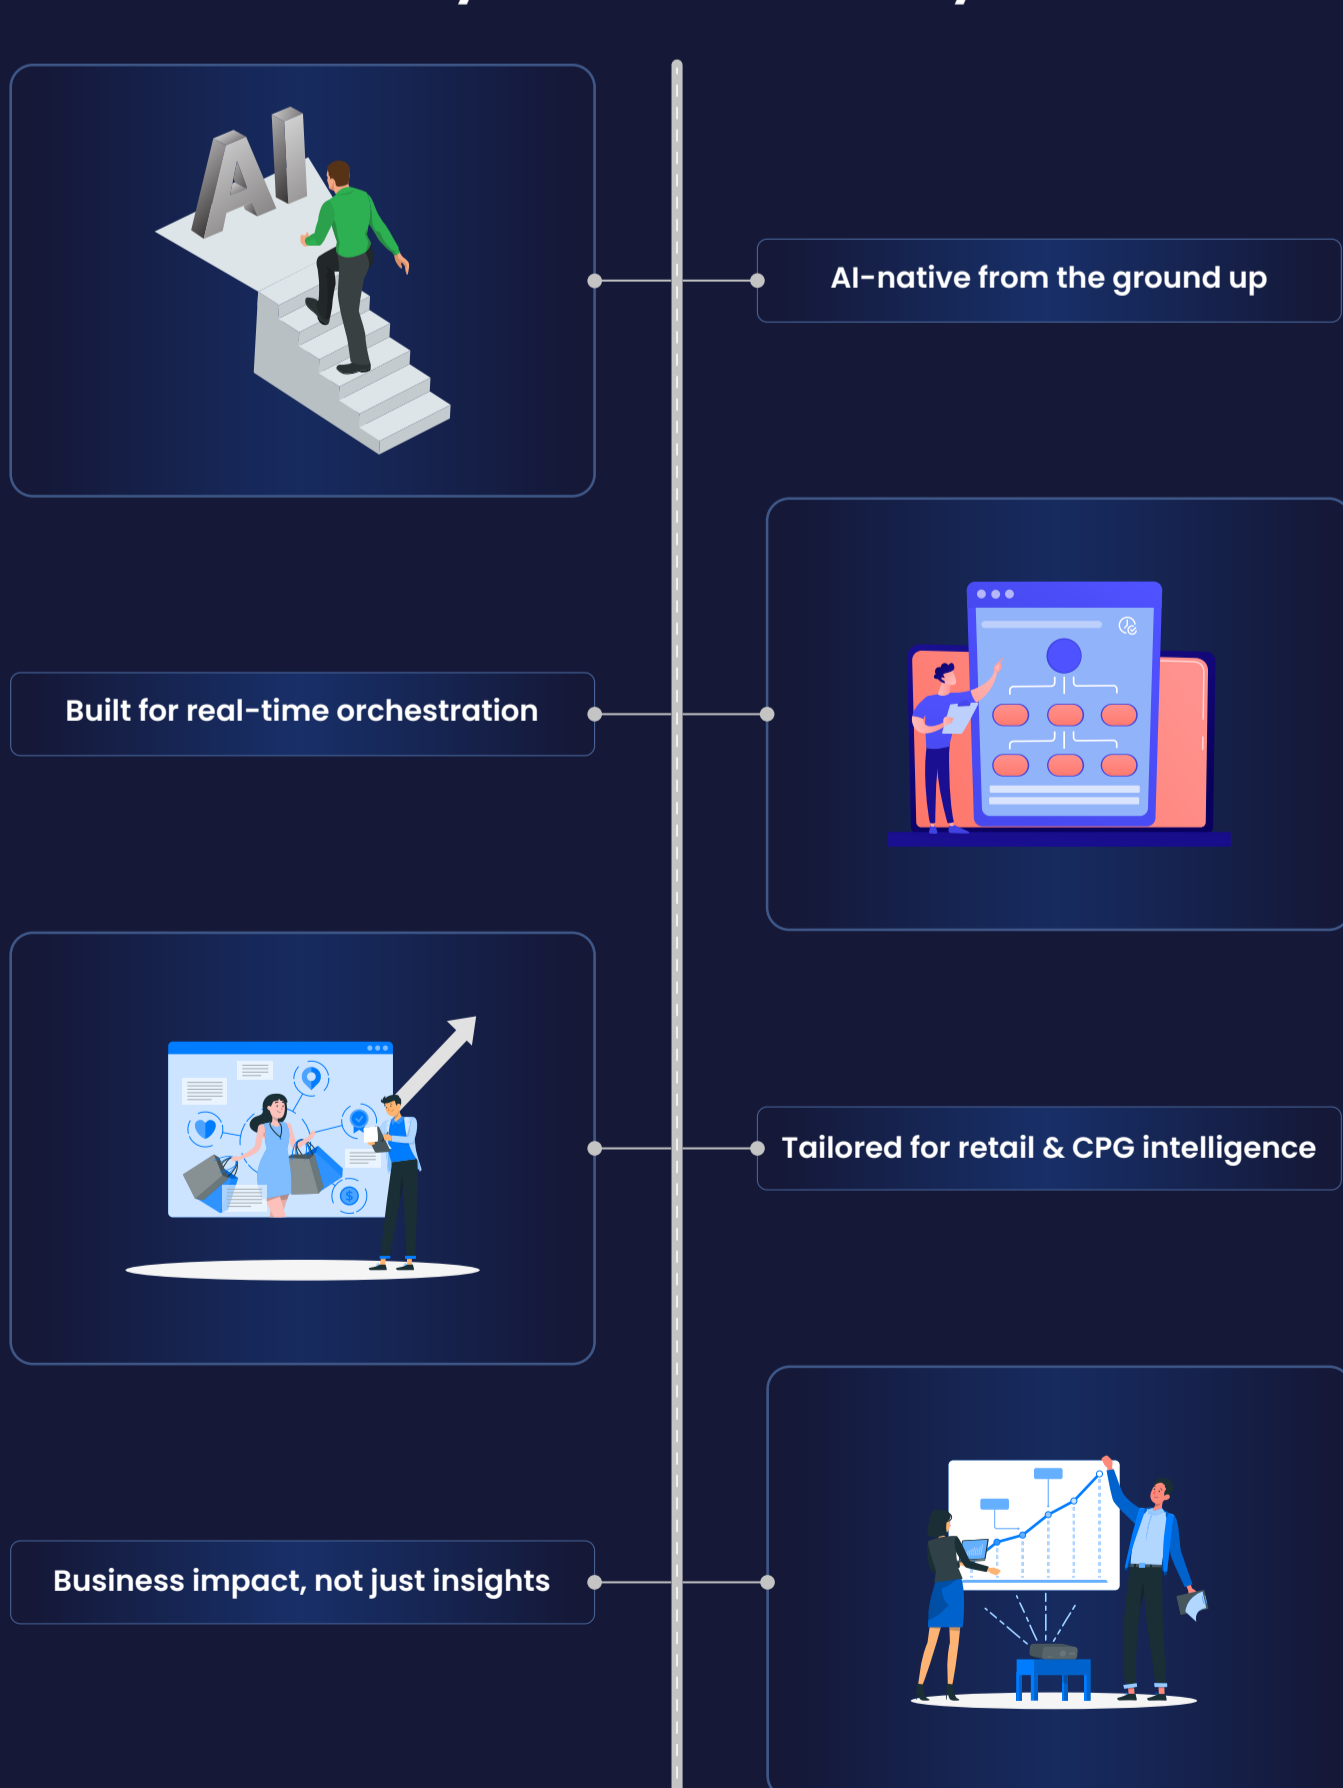 AI
AI-native from the ground up
Built for real-time orchestration
Tailored for retail & CPG intelligence
$
Business impact, not just insights